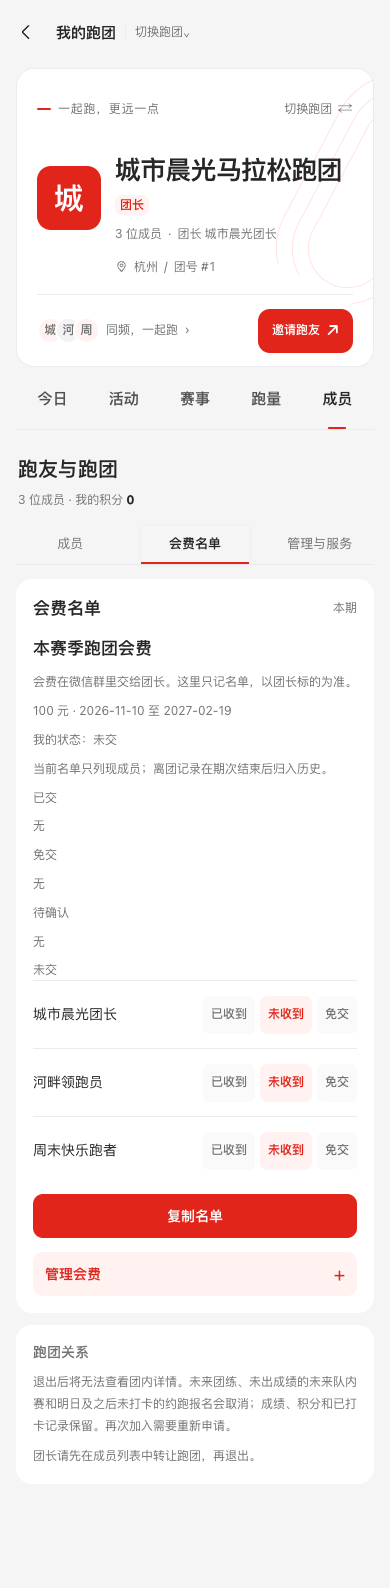 我的跑团 切换跑团
一起跑，更远一点 切换跑团
城 城市晨光马拉松跑团
团长
3 位成员 · 团长 城市晨光团长
杭州 / 团号 #1
城 河 周 同频，一起跑 › 邀请跑友
今日 活动 赛事 跑量 成员
跑友与跑团
3 位成员 · 我的积分 0
成员 会费名单 管理与服务
会费名单 本期
本赛季跑团会费
会费在微信群里交给团长。这里只记名单，以团长标的为准。
100 元 · 2026-11-10 至 2027-02-19
我的状态：未交
当前名单只列现成员；离团记录在期次结束后归入历史。
已交
无
免交
无
待确认
无
未交
城市晨光团长 已收到 未收到 免交
河畔领跑员 已收到 未收到 免交
周末快乐跑者 已收到 未收到 免交
复制名单
管理会费 +
跑团关系
退出后将无法查看团内详情。未来团练、未出成绩的未来队内
赛和明日及之后未打卡的约跑报名会取消；成绩、积分和已打
卡记录保留。再次加入需要重新申请。
团长请先在成员列表中转让跑团，再退出。